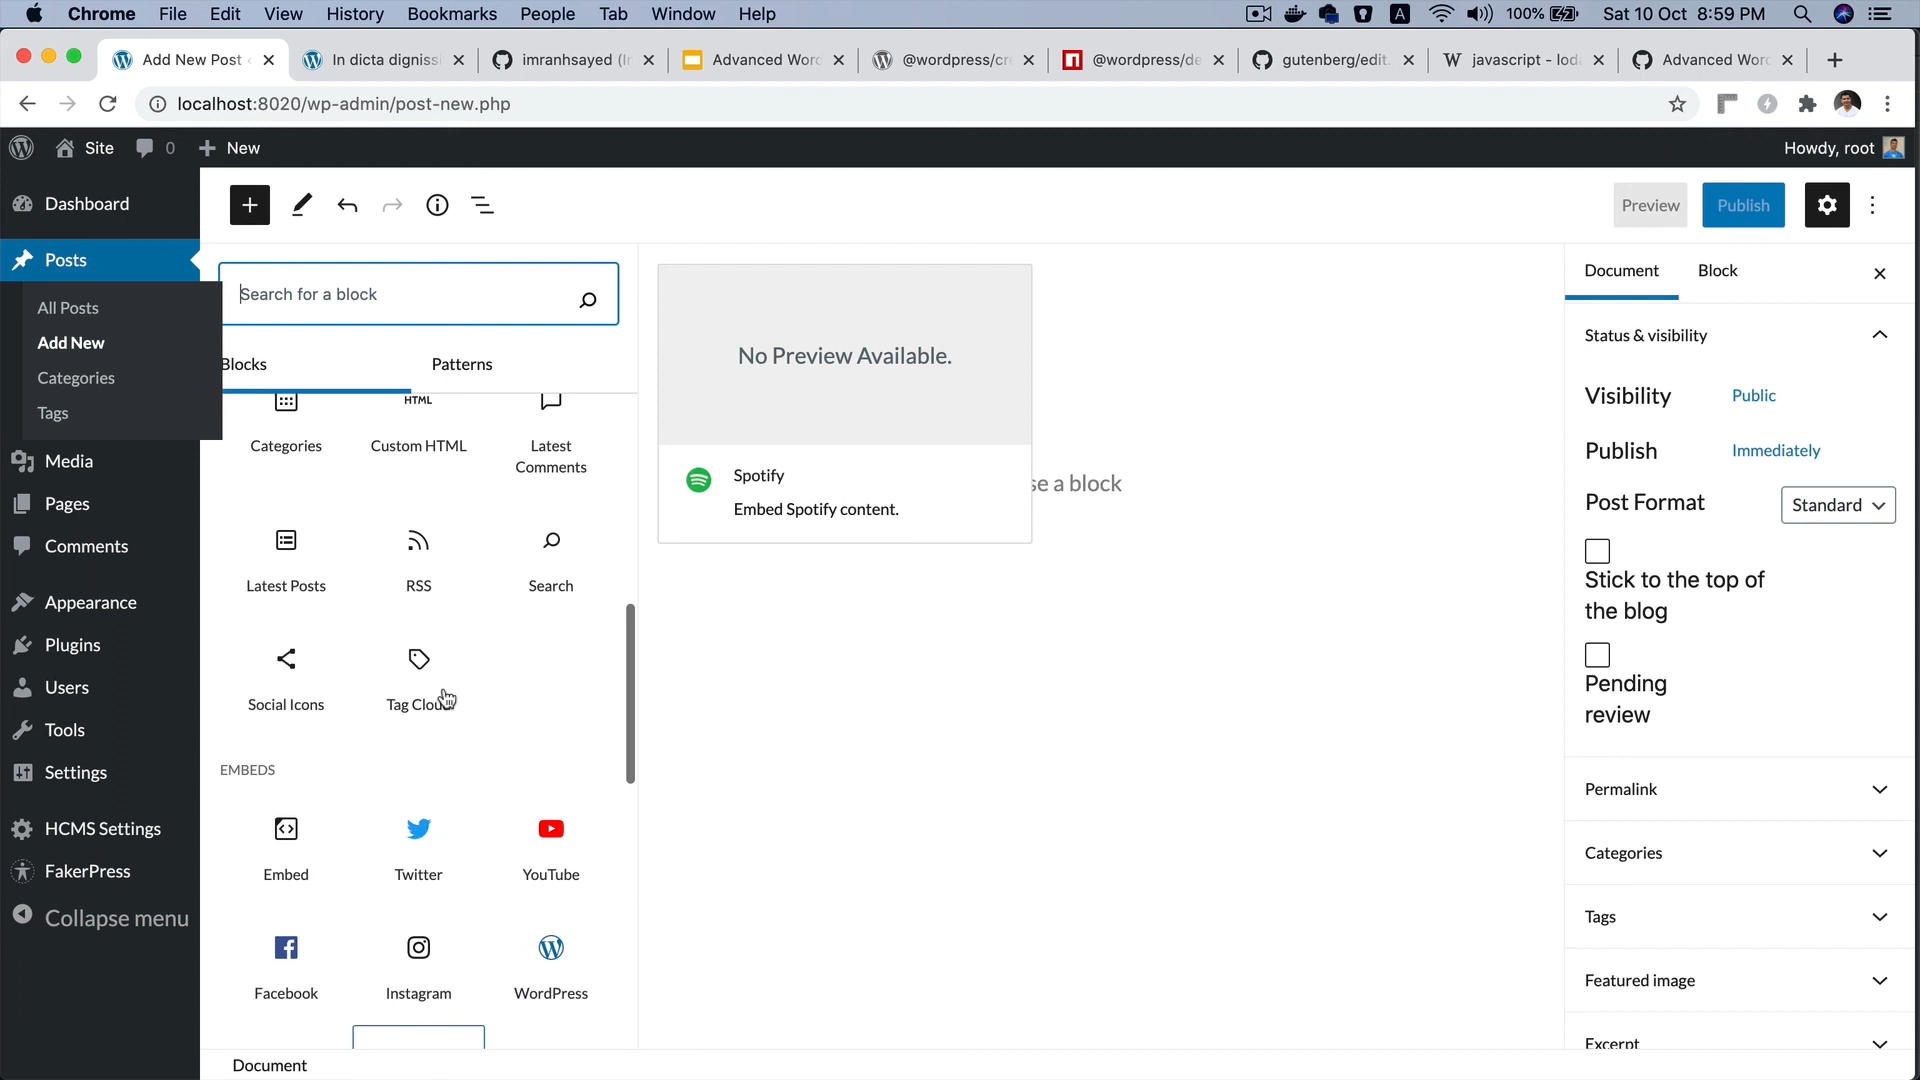 Chrome File Edit View History Bookmarks People Tab Window Help A 100% Sat 10 Oct 8:59 PM
Add New Post In dicta digniss imranhsayed (I Advanced Wor @wordpress/cr @wordpress/de gutenberg/edit. javascript - loda Advanced Wor
localhost:8020/wp-admin/post-new.php
Site 0 New Howdy, root
Dashboard
Posts
All Posts
Add New
Categories
Tags
Media
Pages
Comments
Appearance
Plugins
Users
Tools
Settings
HCMS Settings
FakerPress
Collapse menu
Preview Publish
Search for a block
Blocks Patterns
HTML
Categories Custom HTML Latest Comments
Latest Posts RSS Search
Social Icons Tag Cloud
EMBEDS
Embed Twitter YouTube
Facebook Instagram WordPress
No Preview Available.
Spotify
Embed Spotify content.
se a block
Document Block
Status & visibility
Visibility Public
Publish Immediately
Post Format Standard
Stick to the top of
the blog
Pending
review
Permalink
Categories
Tags
Featured image
Excerpt
Document